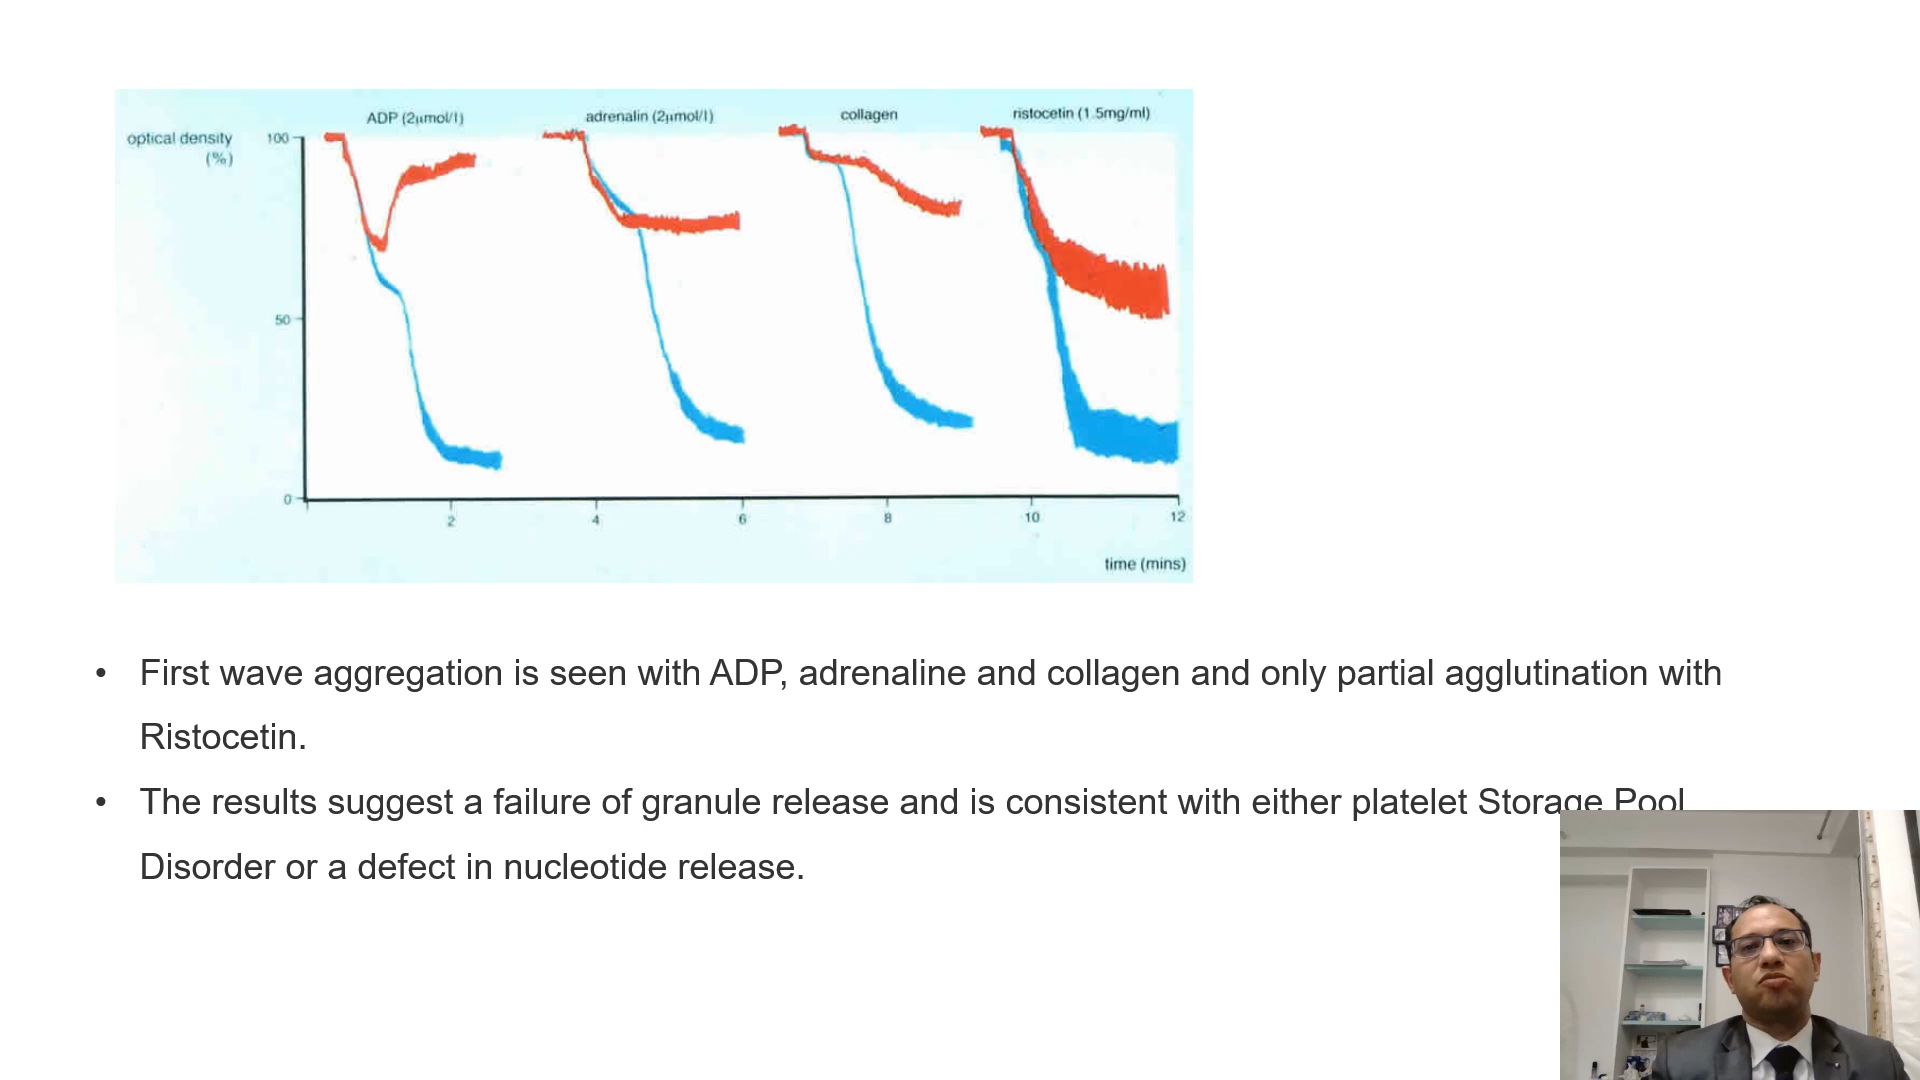 ADP (2µmol/l)
adrenalin (2µmol/l)
collagen
ristocetin (1.5mg/ml)
optical density
(%)
100
50
0
2
4
6
8
10
12
time (mins)
• First wave aggregation is seen with ADP, adrenaline and collagen and only partial agglutination with
Ristocetin.
• The results suggest a failure of granule release and is consistent with either platelet Storage Pool
Disorder or a defect in nucleotide release.